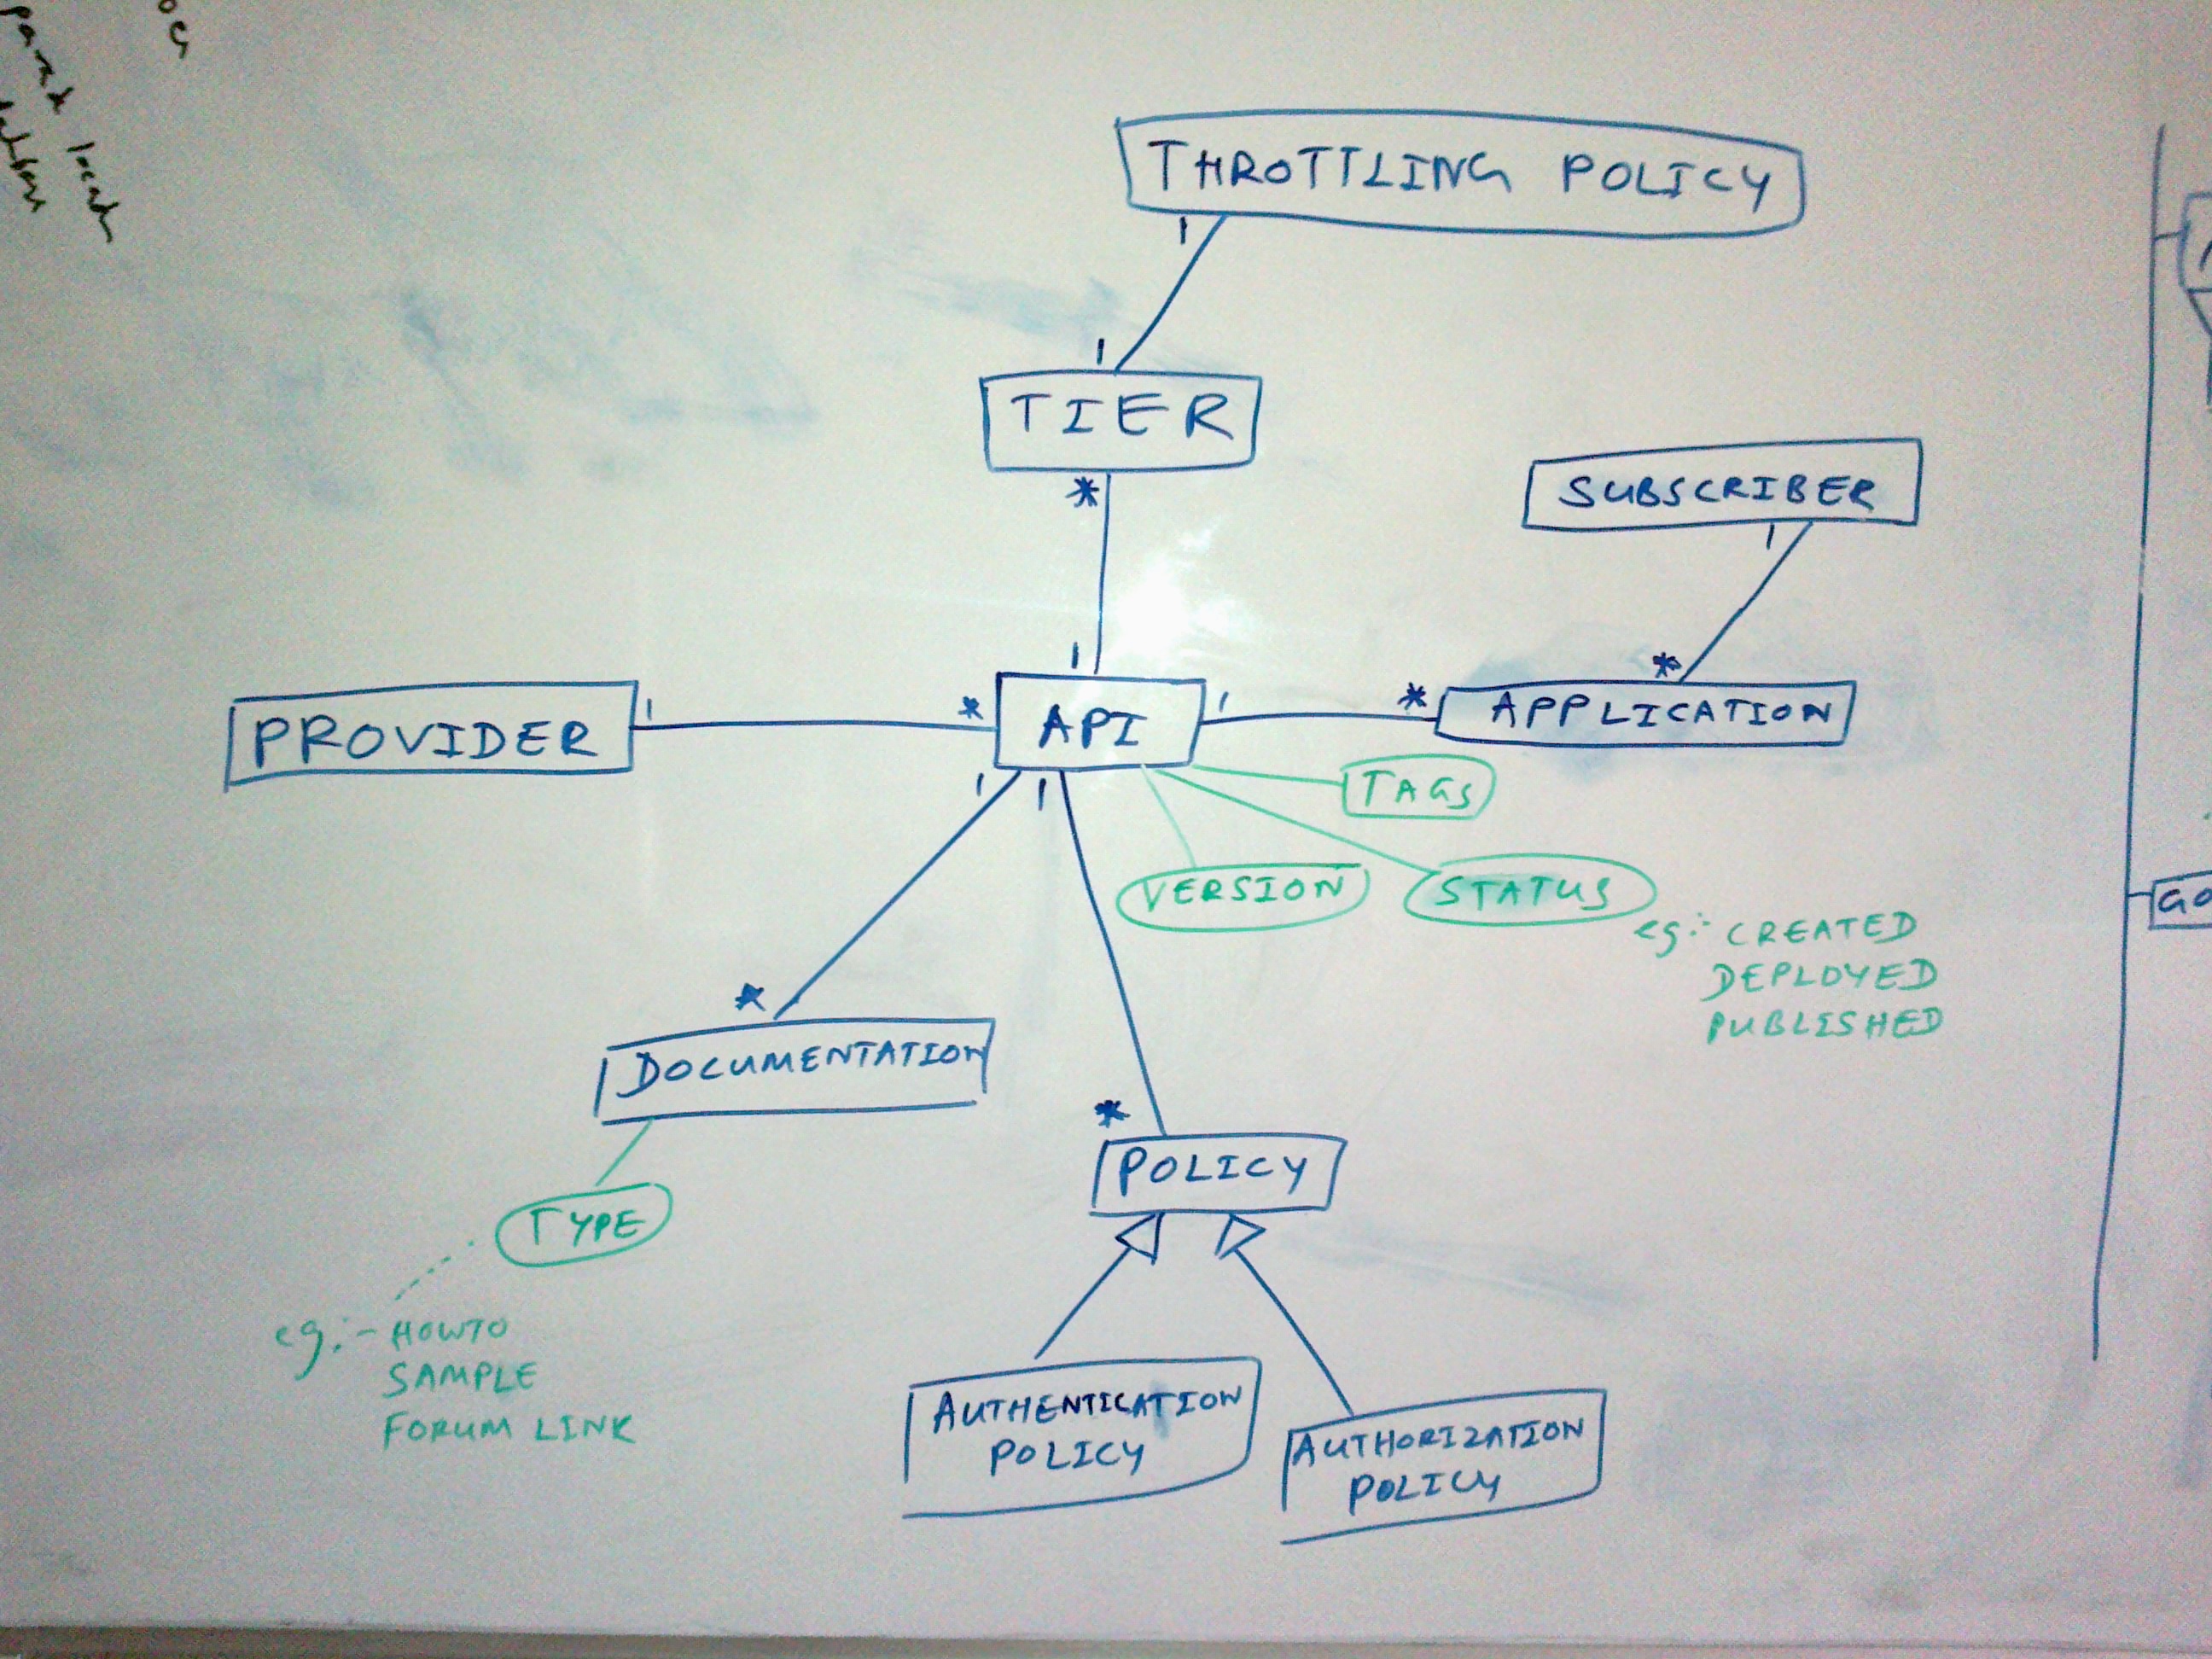 THROTTLING POLICY
1
1
TIER
*
SUBSCRIBER
1
1
*
PROVIDER
1
*
API
1
*
APPLICATION
1
1
TAGS
VERSION
STATUS
eg:- CREATED
DEPLOYED
PUBLISHED
*
DOCUMENTATION
*
POLICY
TYPE
eg:- HOWTO
SAMPLE
FORUM LINK
AUTHENTICATION
POLICY
AUTHORIZATION
POLICY
GO